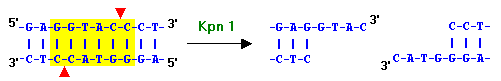 5' -G-A-G-G-T-A-C-C-C-T- 3'
3' -C-T-C-C-A-T-G-G-G-A- 5'
Kpn 1
-G-A-G-G-T-A-C 3'
-C-T-C
C-C-T-
3' C-A-T-G-G-G-A-